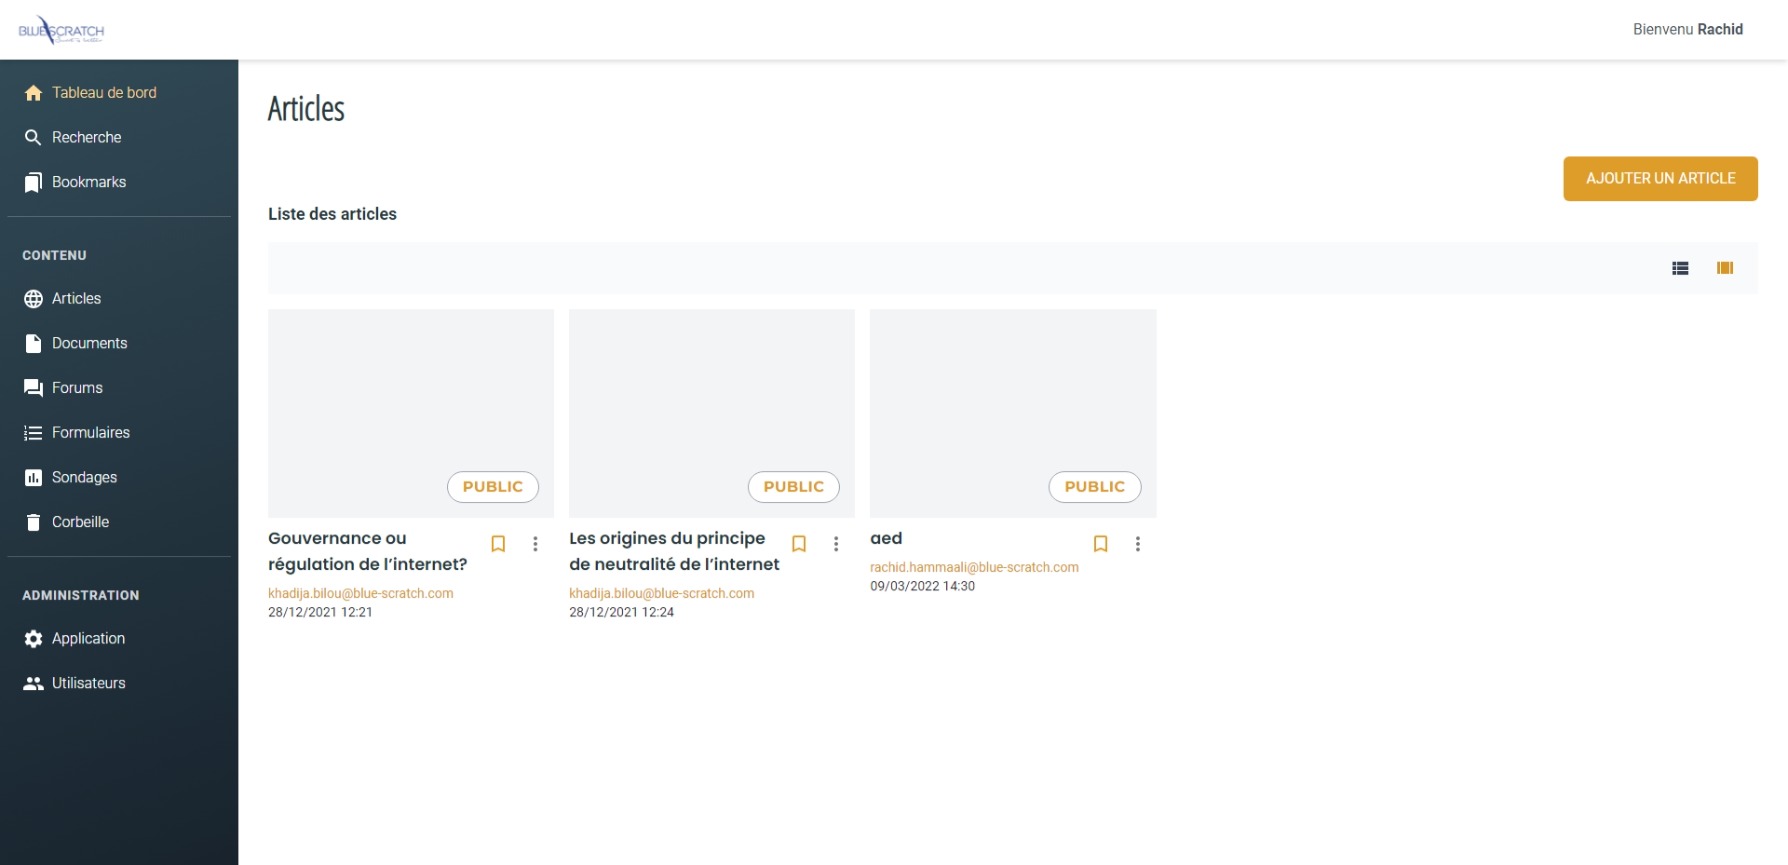 BLUESCRATCH
Bienvenu Rachid
Tableau de bord
Recherche
Bookmarks
CONTENU
Articles
Documents
Forums
Formulaires
Sondages
Corbeille
ADMINISTRATION
Application
Utilisateurs
Articles
AJOUTER UN ARTICLE
Liste des articles
PUBLIC
Gouvernance ou
régulation de l’internet?
khadija.bilou@blue-scratch.com
28/12/2021 12:21
PUBLIC
Les origines du principe
de neutralité de l’internet
khadija.bilou@blue-scratch.com
28/12/2021 12:24
PUBLIC
aed
rachid.hammaali@blue-scratch.com
09/03/2022 14:30